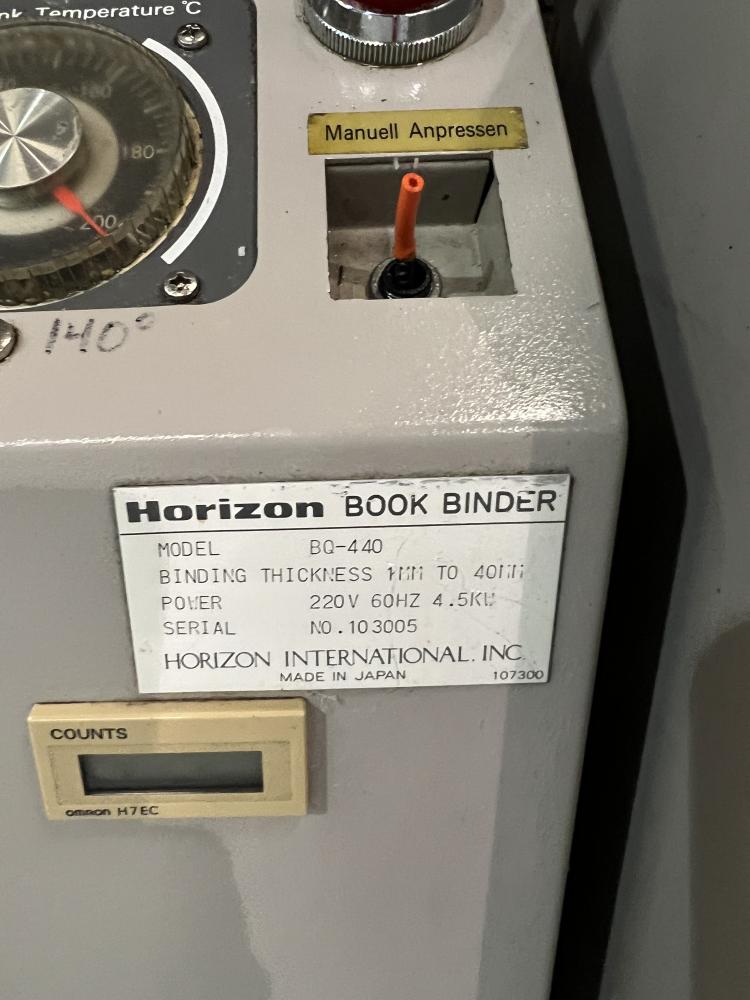 Temperature °C
160
180
200
Manuell Anpressen
140°
Horizon BOOK BINDER
MODEL BQ-440
BINDING THICKNESS 1MM TO 40MM
POWER 220V 60HZ 4.5KW
SERIAL NO.103005
HORIZON INTERNATIONAL. INC.
MADE IN JAPAN 107300
COUNTS
omron H7EC